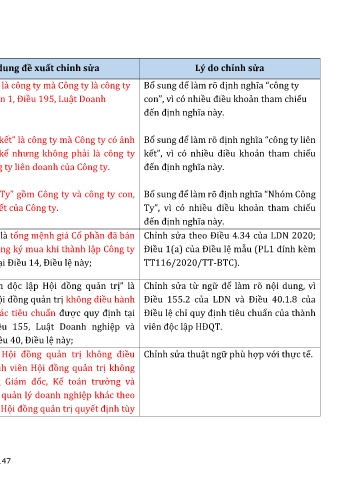 dung đề xuất chỉnh sửa
Lý do chỉnh sửa
là công ty mà Công ty là công ty
n 1, Điều 195, Luật Doanh
Bổ sung để làm rõ định nghĩa “công ty
con”, vì có nhiều điều khoản tham chiếu
đến định nghĩa này.
kết” là công ty mà Công ty có ảnh
kể nhưng không phải là công ty
g ty liên doanh của Công ty.
Bổ sung để làm rõ định nghĩa “công ty liên
kết”, vì có nhiều điều khoản tham chiếu
đến định nghĩa này.
Ty” gồm Công ty và công ty con,
ết của Công ty.
Bổ sung để làm rõ định nghĩa “Nhóm Công
Ty”, vì có nhiều điều khoản tham chiếu
đến định nghĩa này.
là tổng mệnh giá Cổ phần đã bán
ng ký mua khi thành lập Công ty
ại Điều 14, Điều lệ này;
Chỉnh sửa theo Điều 4.34 của LDN 2020;
Điều 1(a) của Điều lệ mẫu (PL1 đính kèm
TT116/2020/TT-BTC).
n độc lập Hội đồng quản trị” là
ội đồng quản trị không điều hành
ác tiêu chuẩn được quy định tại
ều 155, Luật Doanh nghiệp và
ều 40, Điều lệ này;
Chỉnh sửa từ ngữ để làm rõ nội dung, vì
Điều 155.2 của LDN và Điều 40.1.8 của
Điều lệ chỉ quy định tiêu chuẩn của thành
viên độc lập HĐQT.
Hội đồng quản trị không điều
nh viên Hội đồng quản trị không
Giám đốc, Kế toán trưởng và
quản lý doanh nghiệp khác theo
Hội đồng quản trị quyết định tùy
Chỉnh sửa thuật ngữ phù hợp với thực tế.
47